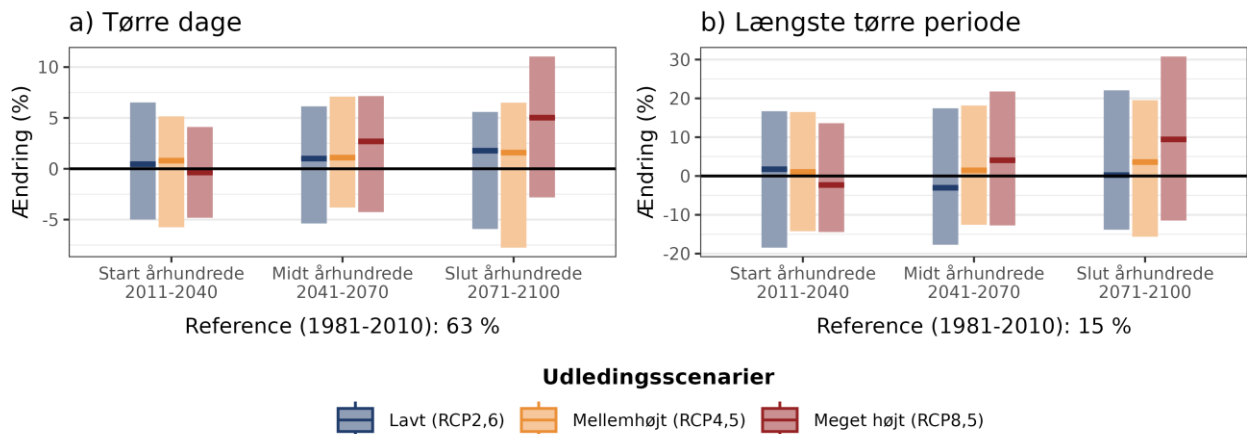 a) Tørre dage
Ændring (%)
10
5
0
-5
Start århundrede
2011-2040
Midt århundrede
2041-2070
Slut århundrede
2071-2100
Reference (1981-2010): 63 %
b) Længste tørre periode
Ændring (%)
30
20
10
0
-10
-20
Start århundrede
2011-2040
Midt århundrede
2041-2070
Slut århundrede
2071-2100
Reference (1981-2010): 15 %
Udledingsscenarier
Lavt (RCP2,6)
Mellemhøjt (RCP4,5)
Meget højt (RCP8,5)